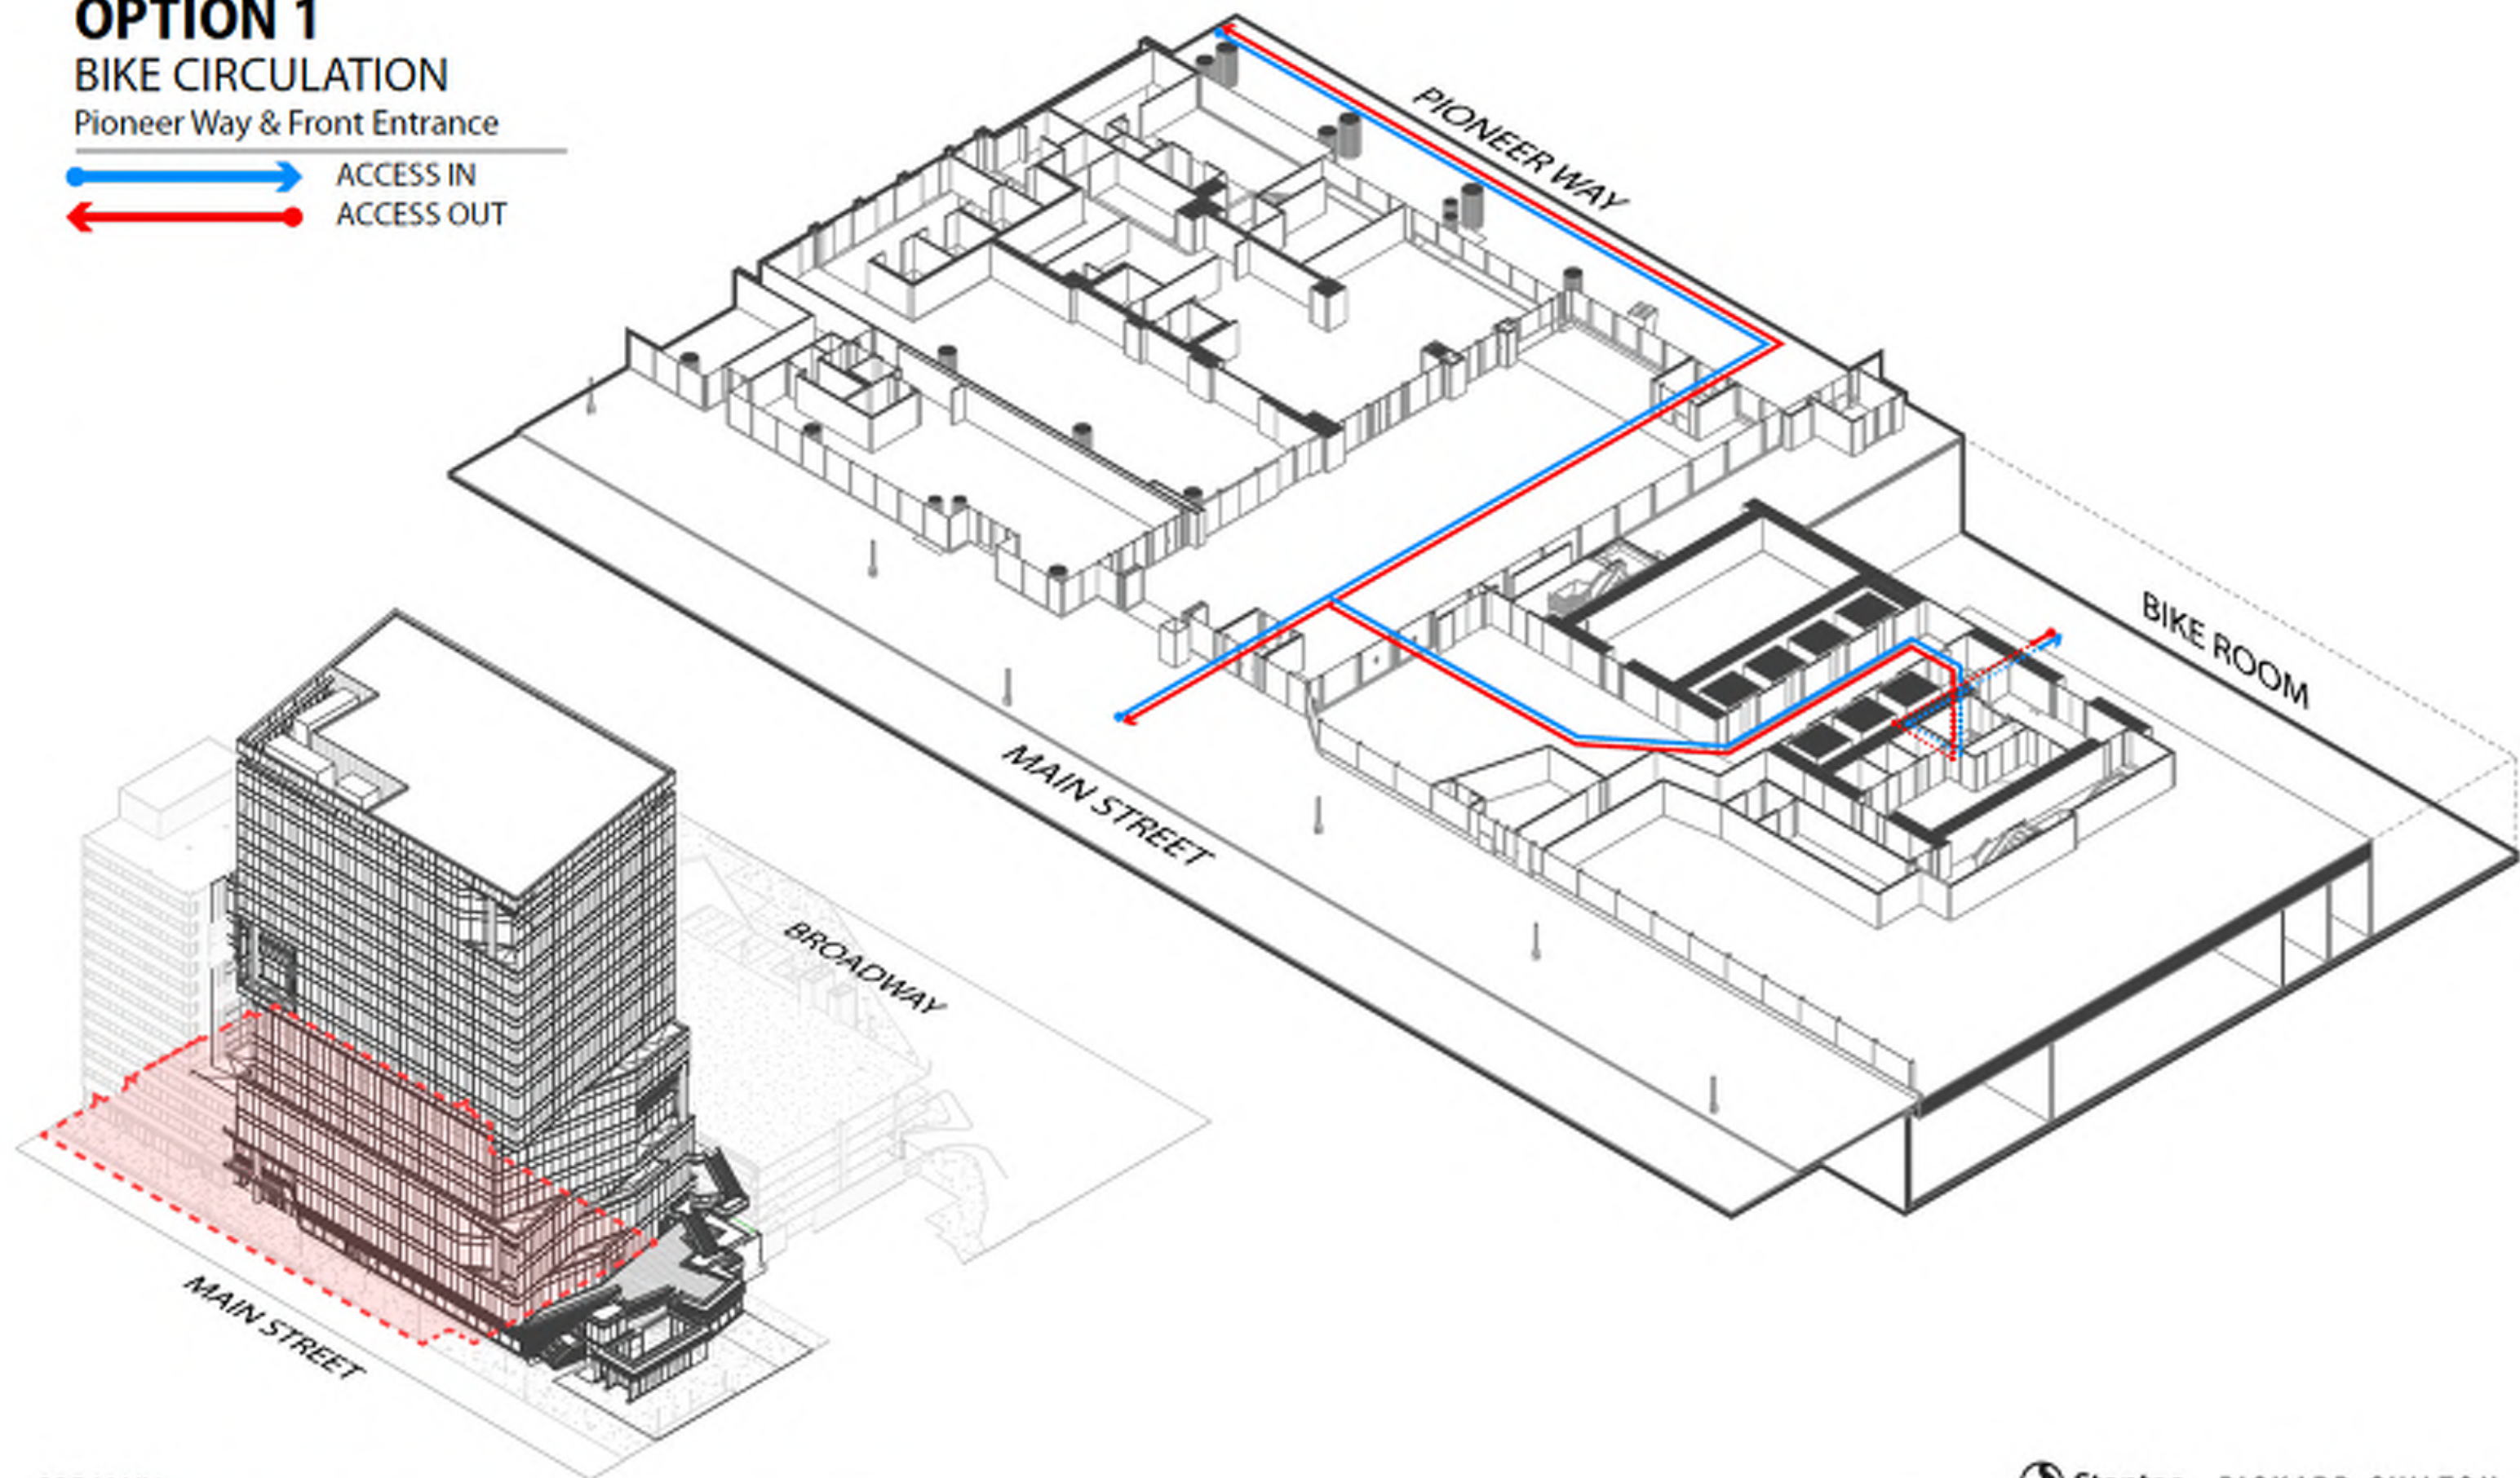 OPTION 1
BIKE CIRCULATION
Pioneer Way & Front Entrance
ACCESS IN
ACCESS OUT
PIONEER WAY
BIKE ROOM
MAIN STREET
BROADWAY
MAIN STREET